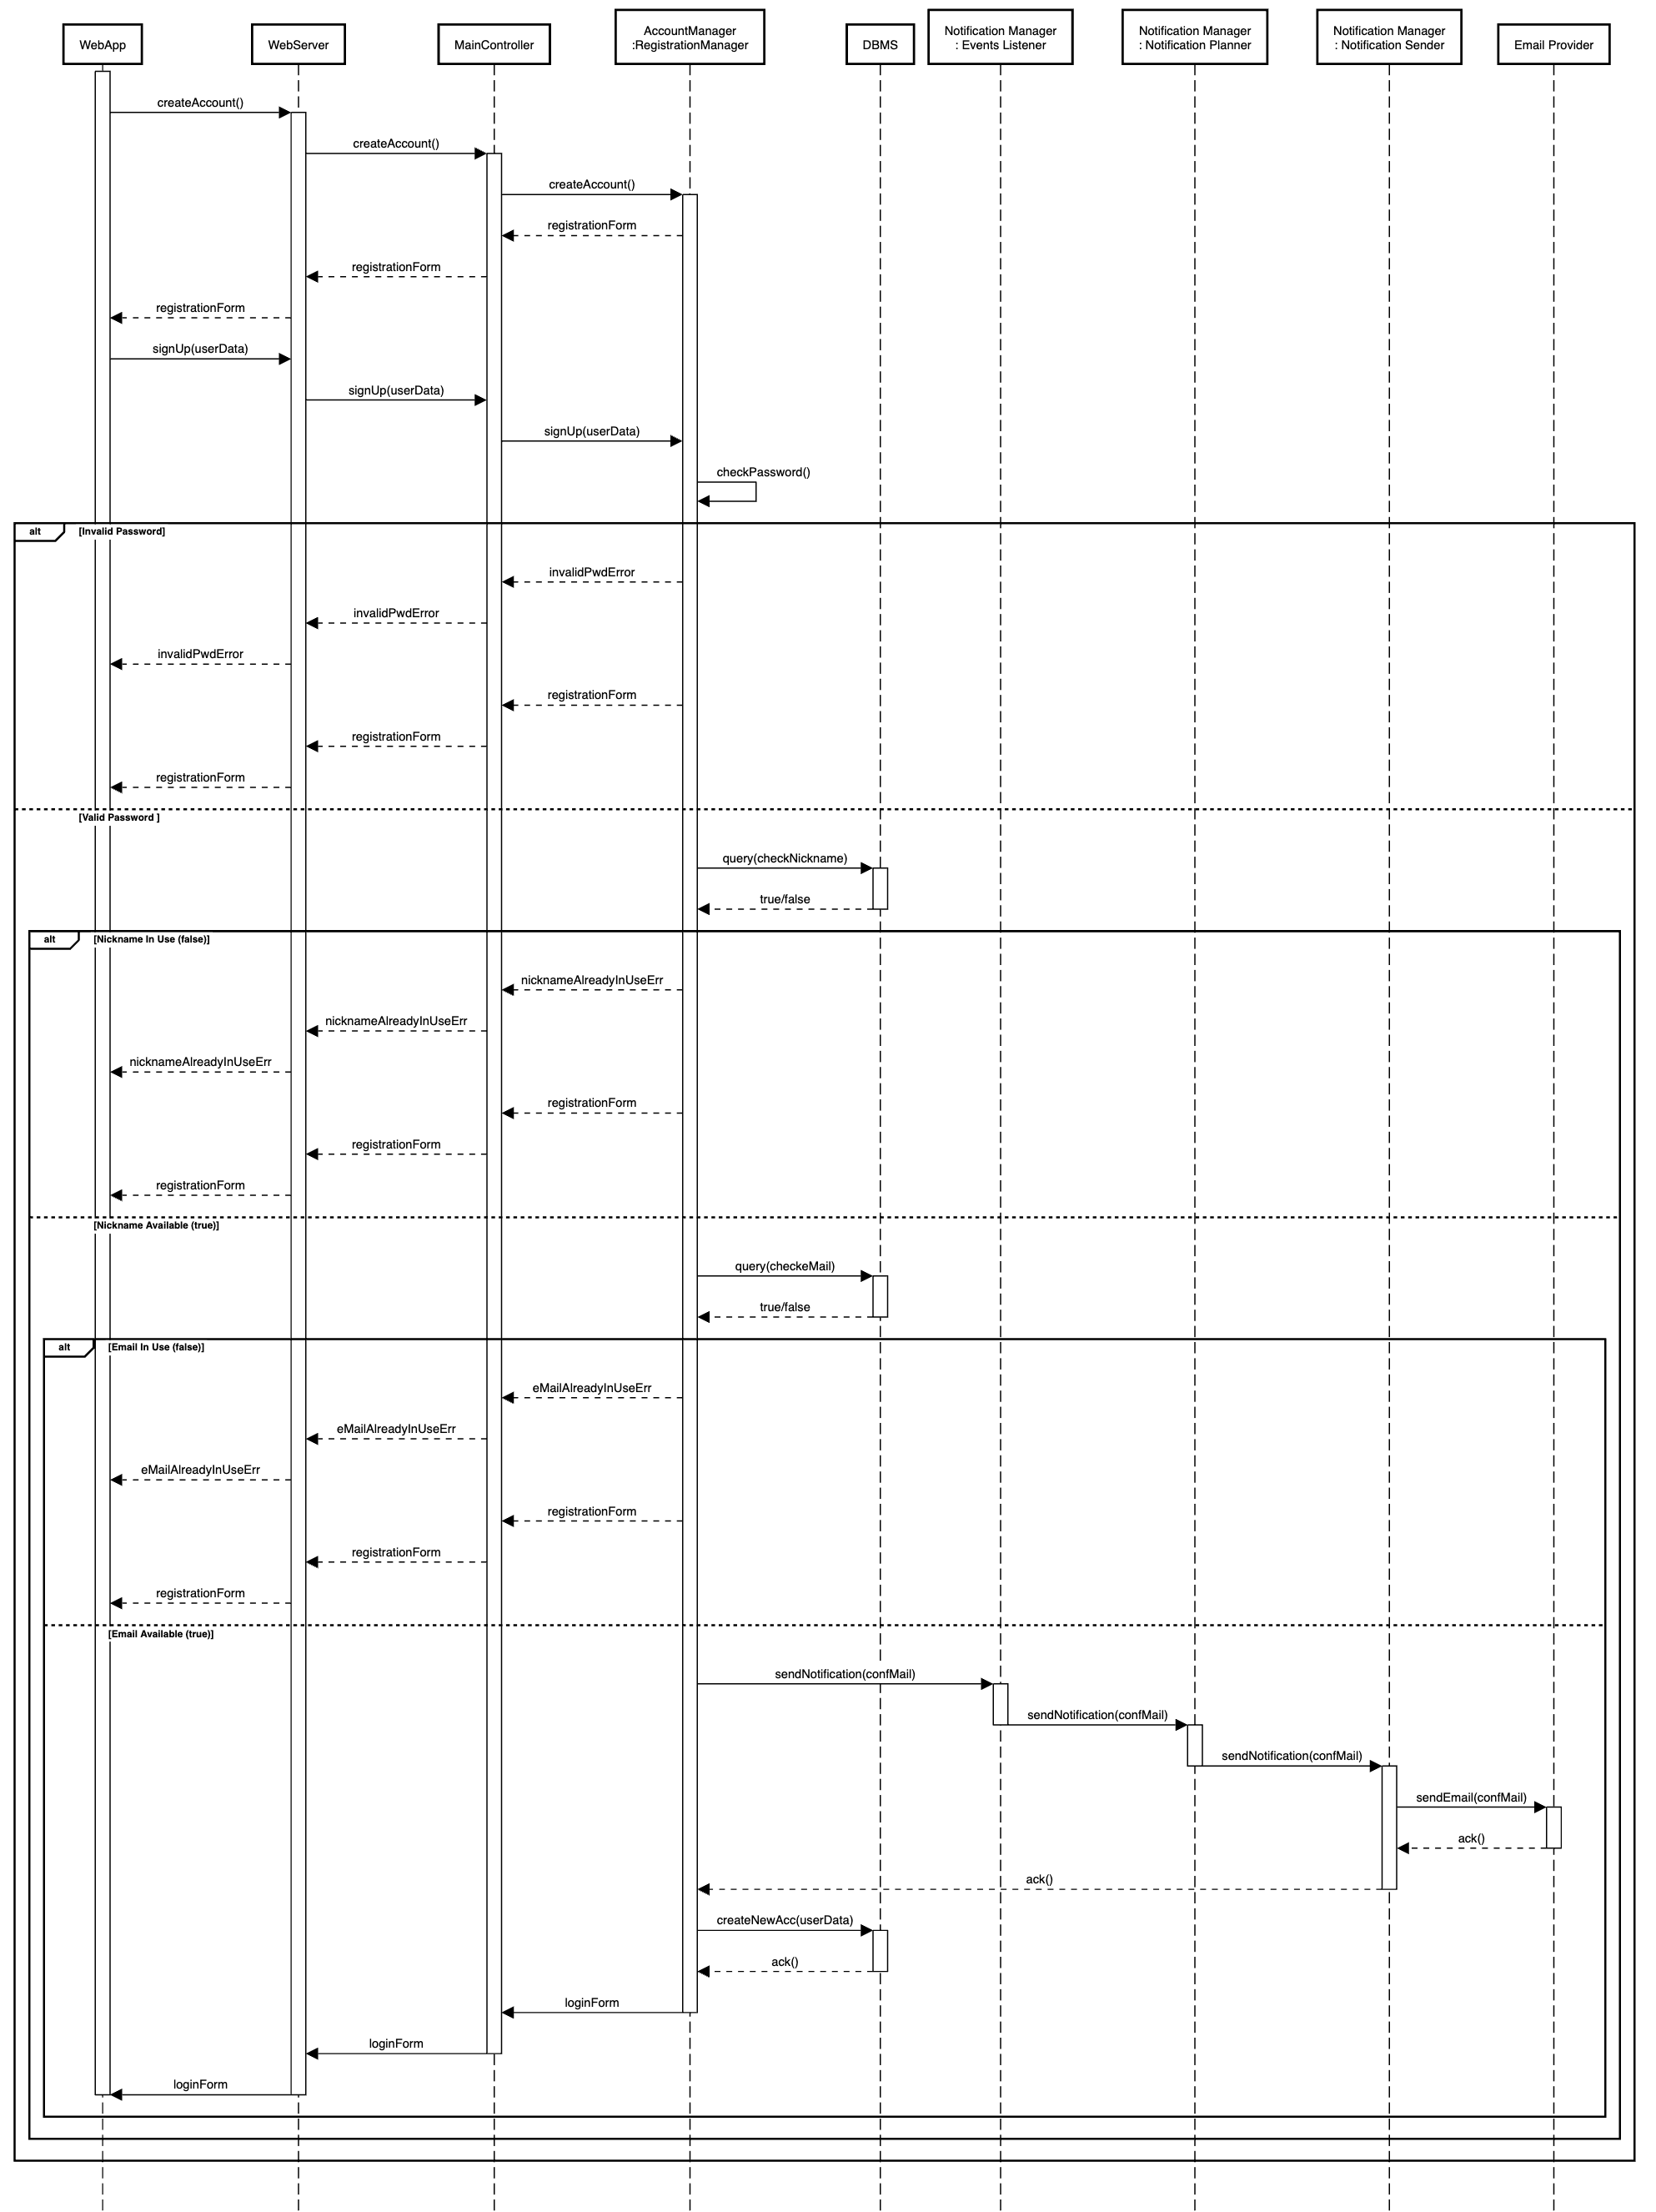 WebApp
WebServer
MainController
AccountManager
:RegistrationManager
DBMS
Notification Manager
: Events Listener
Notification Manager
: Notification Planner
Notification Manager
: Notification Sender
Email Provider
createAccount()
createAccount()
createAccount()
registrationForm
registrationForm
registrationForm
signUp(userData)
signUp(userData)
signUp(userData)
checkPassword()
alt
[Invalid Password]
invalidPwdError
invalidPwdError
invalidPwdError
registrationForm
registrationForm
registrationForm
[Valid Password ]
query(checkNickname)
true/false
alt
[Nickname In Use (false)]
nicknameAlreadyInUseErr
nicknameAlreadyInUseErr
nicknameAlreadyInUseErr
registrationForm
registrationForm
registrationForm
[Nickname Available (true)]
query(checkeMail)
true/false
alt
[Email In Use (false)]
eMailAlreadyInUseErr
eMailAlreadyInUseErr
eMailAlreadyInUseErr
registrationForm
registrationForm
registrationForm
[Email Available (true)]
sendNotification(confMail)
sendNotification(confMail)
sendNotification(confMail)
sendEmail(confMail)
ack()
ack()
createNewAcc(userData)
ack()
loginForm
loginForm
loginForm